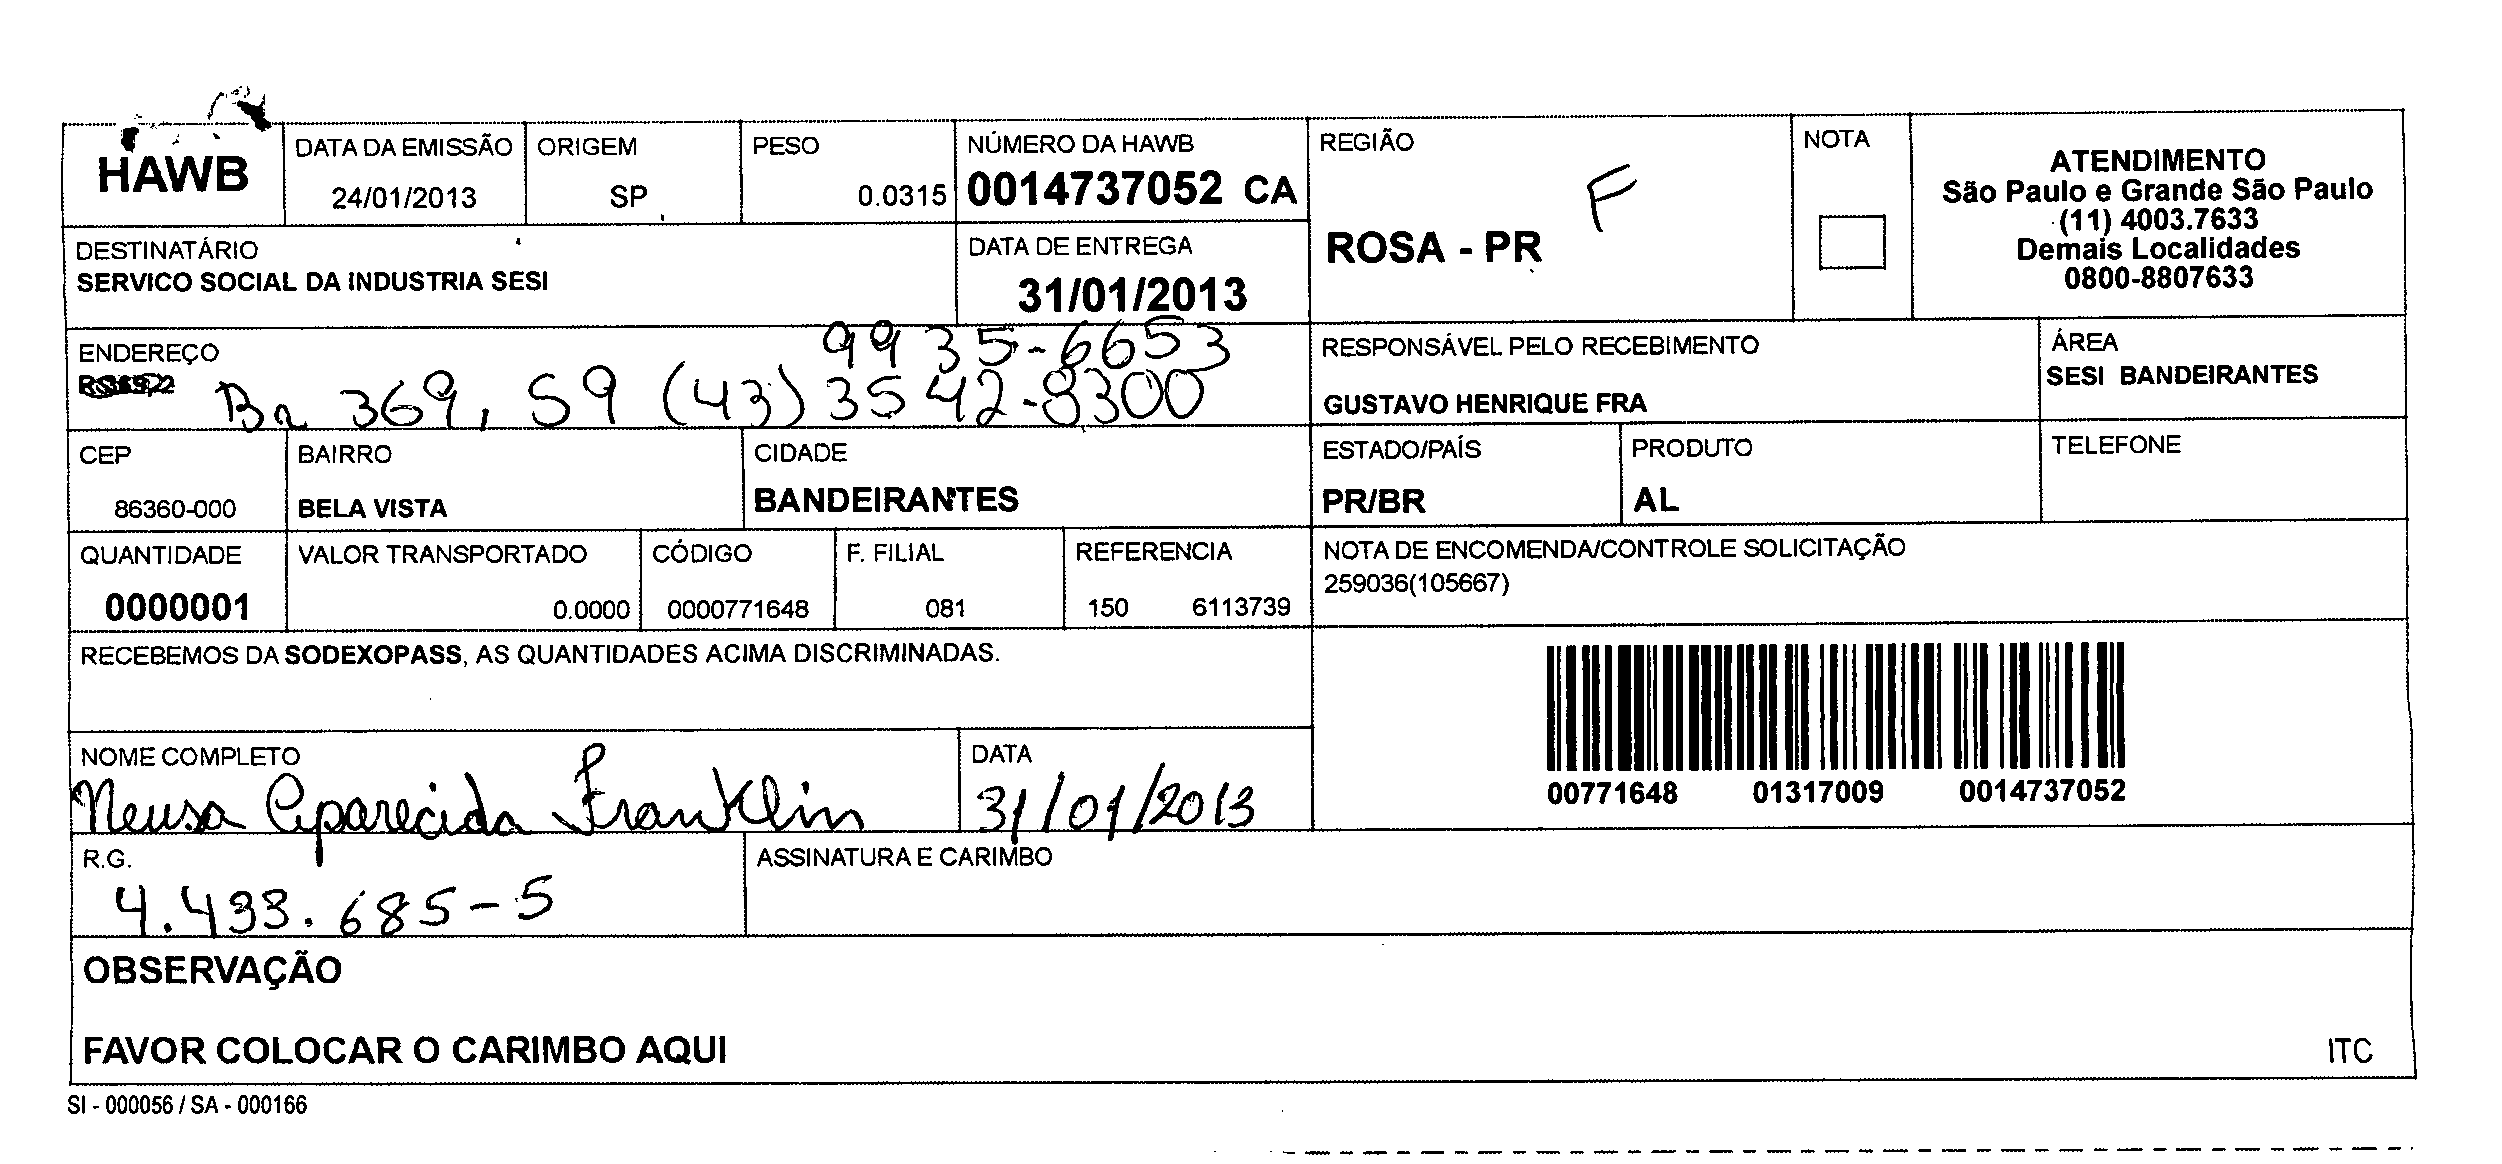 HAWB
DATA DA EMISSÃO
24/01/2013
ORIGEM
SP
PESO
0.0315
NÚMERO DA HAWB
0014737052 CA
REGIÃO
F
ROSA - PR
NOTA
ATENDIMENTO
São Paulo e Grande São Paulo
(11) 4003.7633
Demais Localidades
0800-8807633
DESTINATÁRIO
SERVICO SOCIAL DA INDUSTRIA SESI
DATA DE ENTREGA
31/01/2013
ENDEREÇO
9935-6653
Br 369, 59 (43) 3542-8300
RESPONSÁVEL PELO RECEBIMENTO
GUSTAVO HENRIQUE FRA
ÁREA
SESI BANDEIRANTES
CEP
86360-000
BAIRRO
BELA VISTA
CIDADE
BANDEIRANTES
ESTADO/PAÍS
PR/BR
PRODUTO
AL
TELEFONE
QUANTIDADE
0000001
VALOR TRANSPORTADO
0.0000
CÓDIGO
0000771648
F. FILIAL
081
REFERENCIA
150 6113739
NOTA DE ENCOMENDA/CONTROLE SOLICITAÇÃO
259036(105667)
RECEBEMOS DA SODEXOPASS, AS QUANTIDADES ACIMA DISCRIMINADAS.
00771648 01317009 0014737052
NOME COMPLETO
Neusa Aparecida Franklin
DATA
31/01/2013
R.G.
4.433.685-5
ASSINATURA E CARIMBO
OBSERVAÇÃO
FAVOR COLOCAR O CARIMBO AQUI
ITC
SI - 000056 / SA - 000166